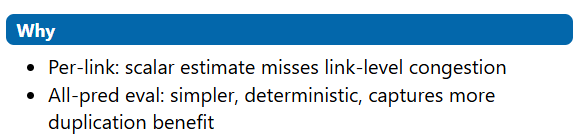 Why
• Per-link: scalar estimate misses link-level congestion
• All-pred eval: simpler, deterministic, captures more
duplication benefit